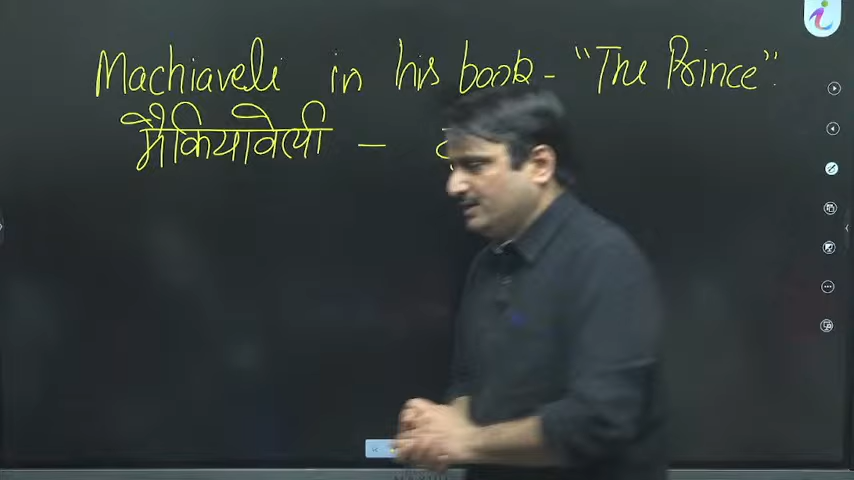 Machiaveli in his book - "The Prince".
मैकियावेली -